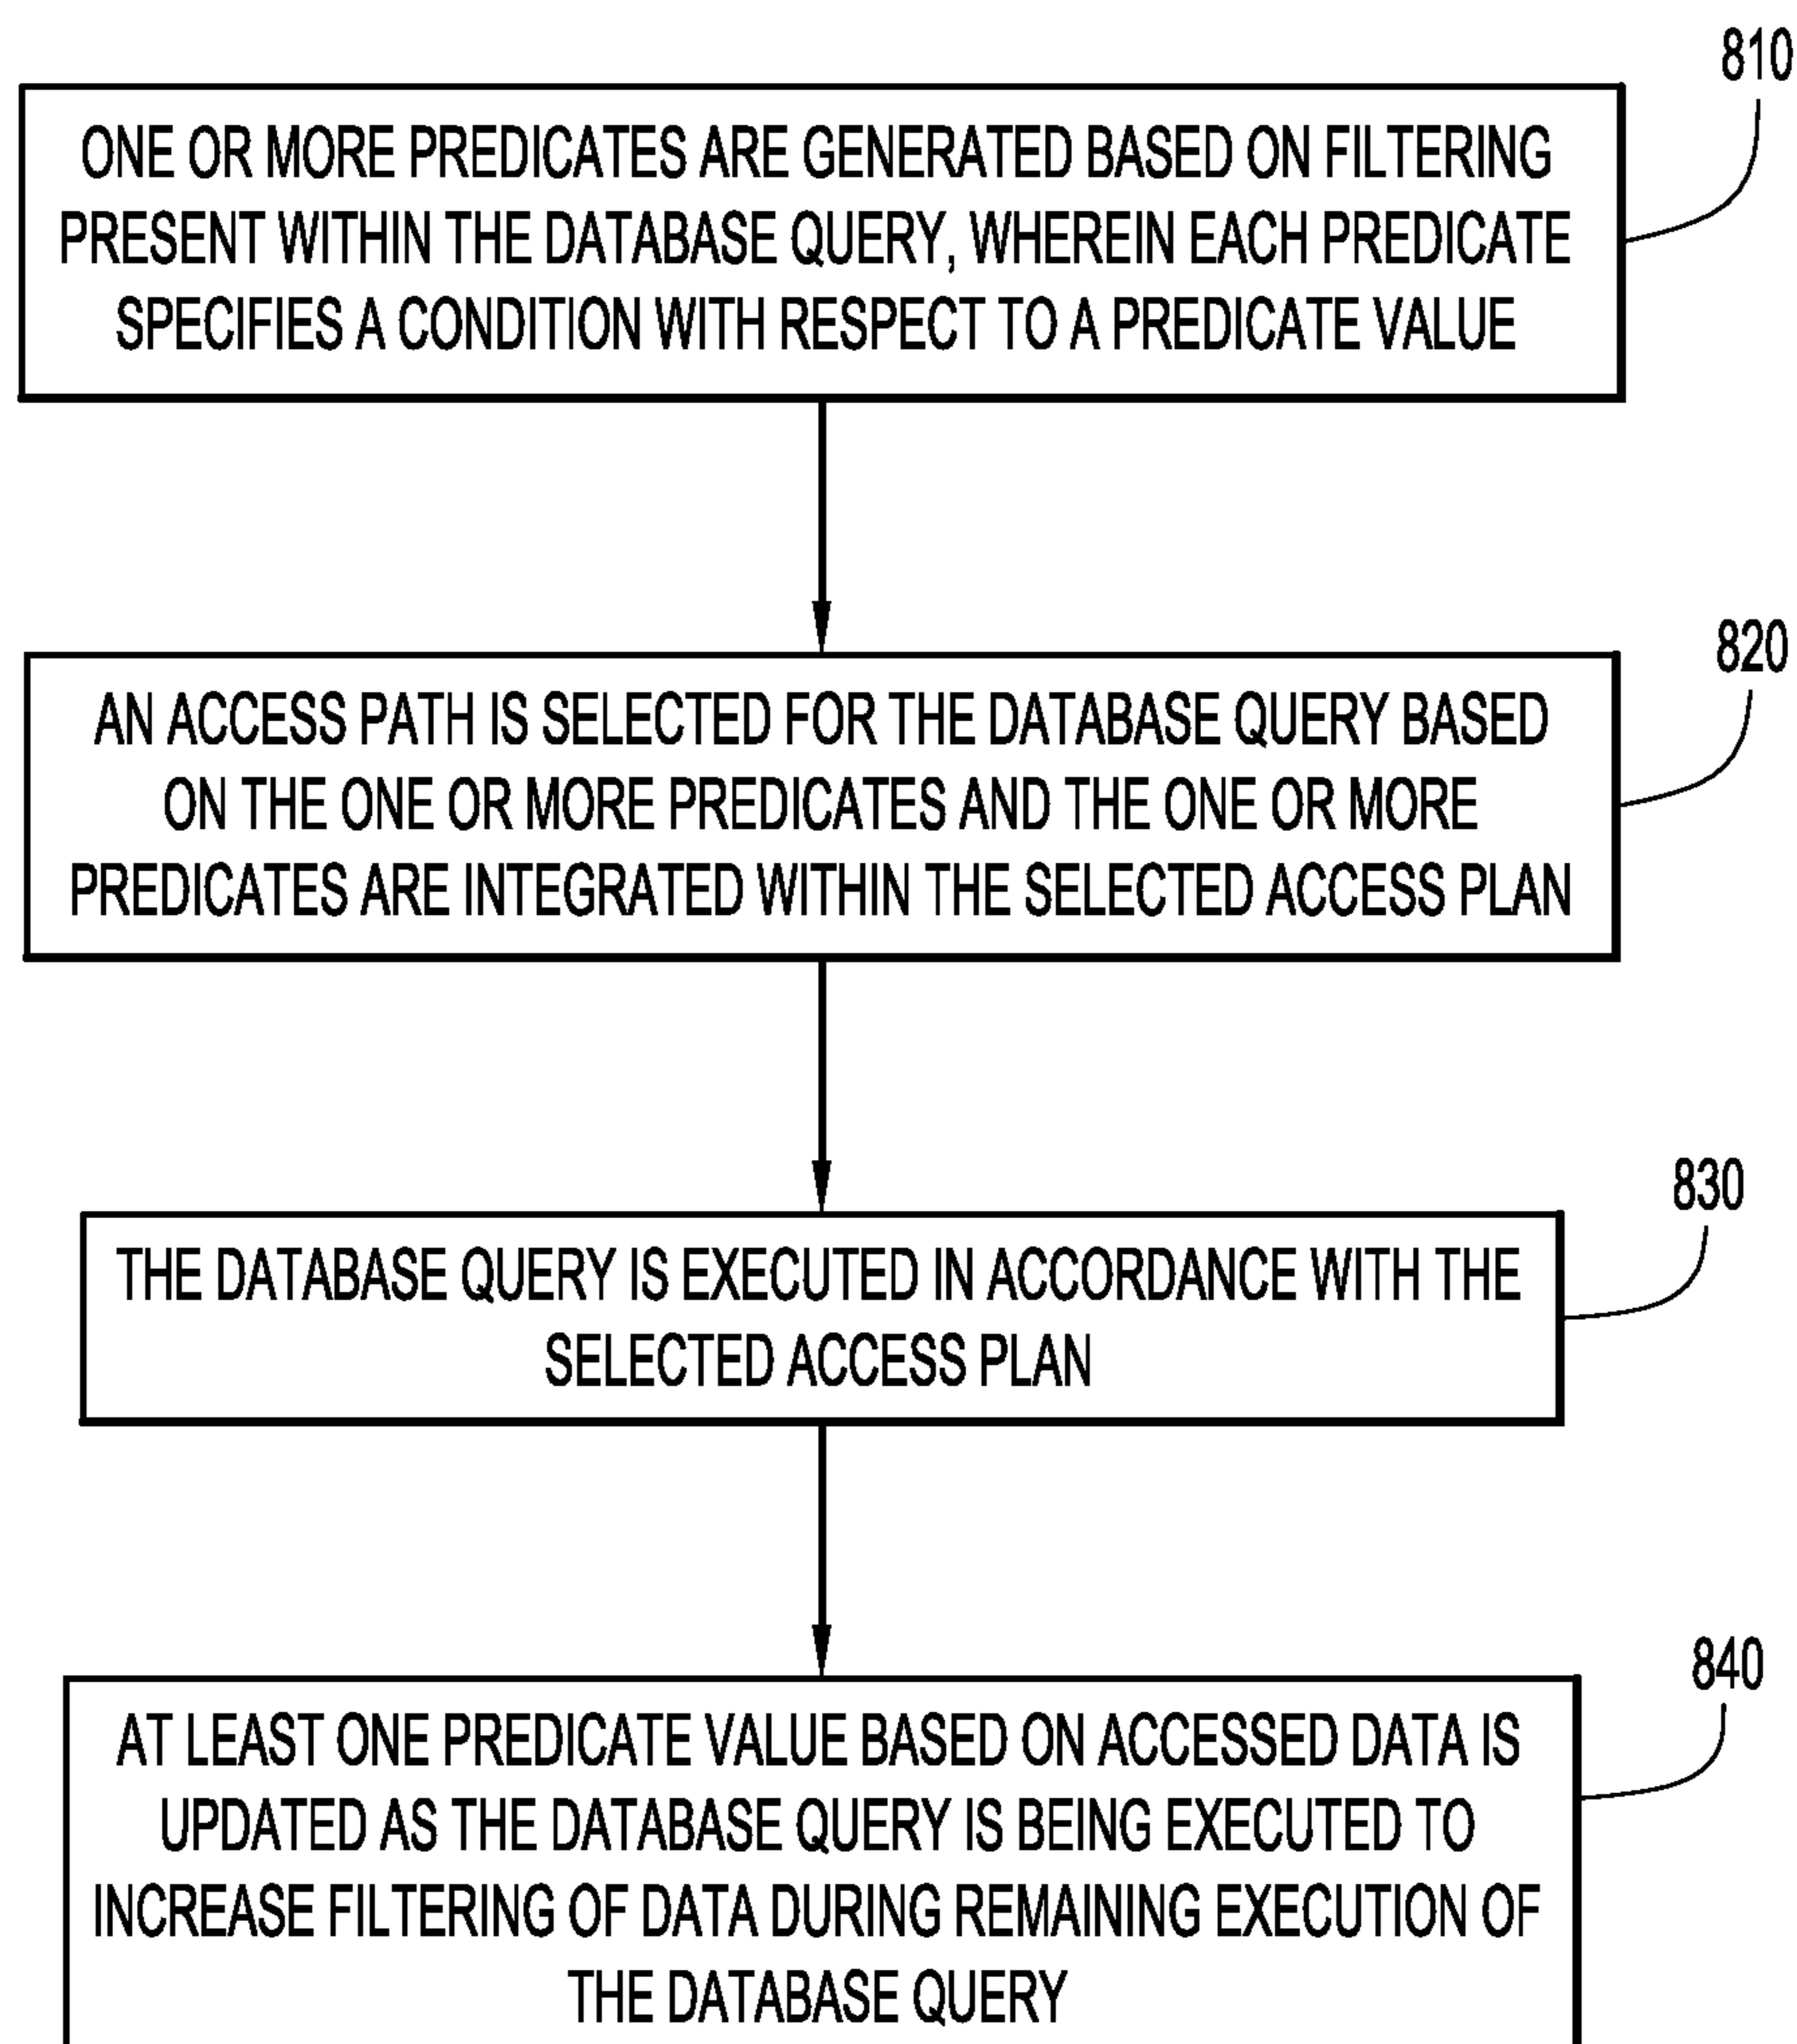 810
ONE OR MORE PREDICATES ARE GENERATED BASED ON FILTERING
PRESENT WITHIN THE DATABASE QUERY, WHEREIN EACH PREDICATE
SPECIFIES A CONDITION WITH RESPECT TO A PREDICATE VALUE
820
AN ACCESS PATH IS SELECTED FOR THE DATABASE QUERY BASED
ON THE ONE OR MORE PREDICATES AND THE ONE OR MORE
PREDICATES ARE INTEGRATED WITHIN THE SELECTED ACCESS PLAN
830
THE DATABASE QUERY IS EXECUTED IN ACCORDANCE WITH THE
SELECTED ACCESS PLAN
840
AT LEAST ONE PREDICATE VALUE BASED ON ACCESSED DATA IS
UPDATED AS THE DATABASE QUERY IS BEING EXECUTED TO
INCREASE FILTERING OF DATA DURING REMAINING EXECUTION OF
THE DATABASE QUERY